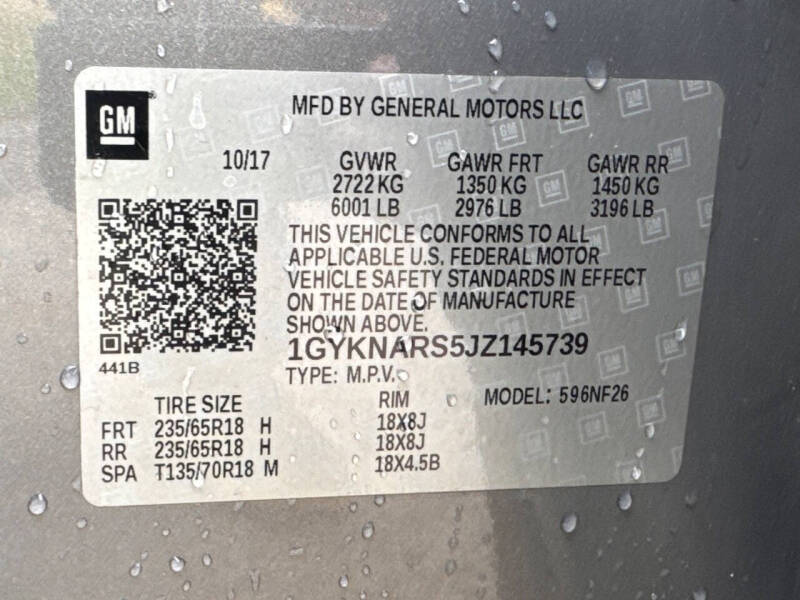 GM
MFD BY GENERAL MOTORS LLC
10/17 GVWR GAWR FRT GAWR RR
2722 KG 1350 KG 1450 KG
6001 LB 2976 LB 3196 LB
THIS VEHICLE CONFORMS TO ALL
APPLICABLE U.S. FEDERAL MOTOR
VEHICLE SAFETY STANDARDS IN EFFECT
ON THE DATE OF MANUFACTURE
SHOWN ABOVE.
1GYKNARS5JZ145739
441B
TYPE: M.P.V.
MODEL: 596NF26
TIRE SIZE RIM
FRT 235/65R18 H 18X8J
RR 235/65R18 H 18X8J
SPA T135/70R18 M 18X4.5B